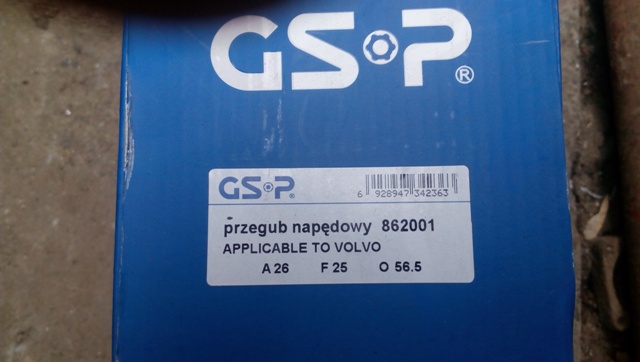 GSP®
GSP
6 928947 342363
przegub napędowy 862001
APPLICABLE TO VOLVO
A 26 F 25 O 56.5